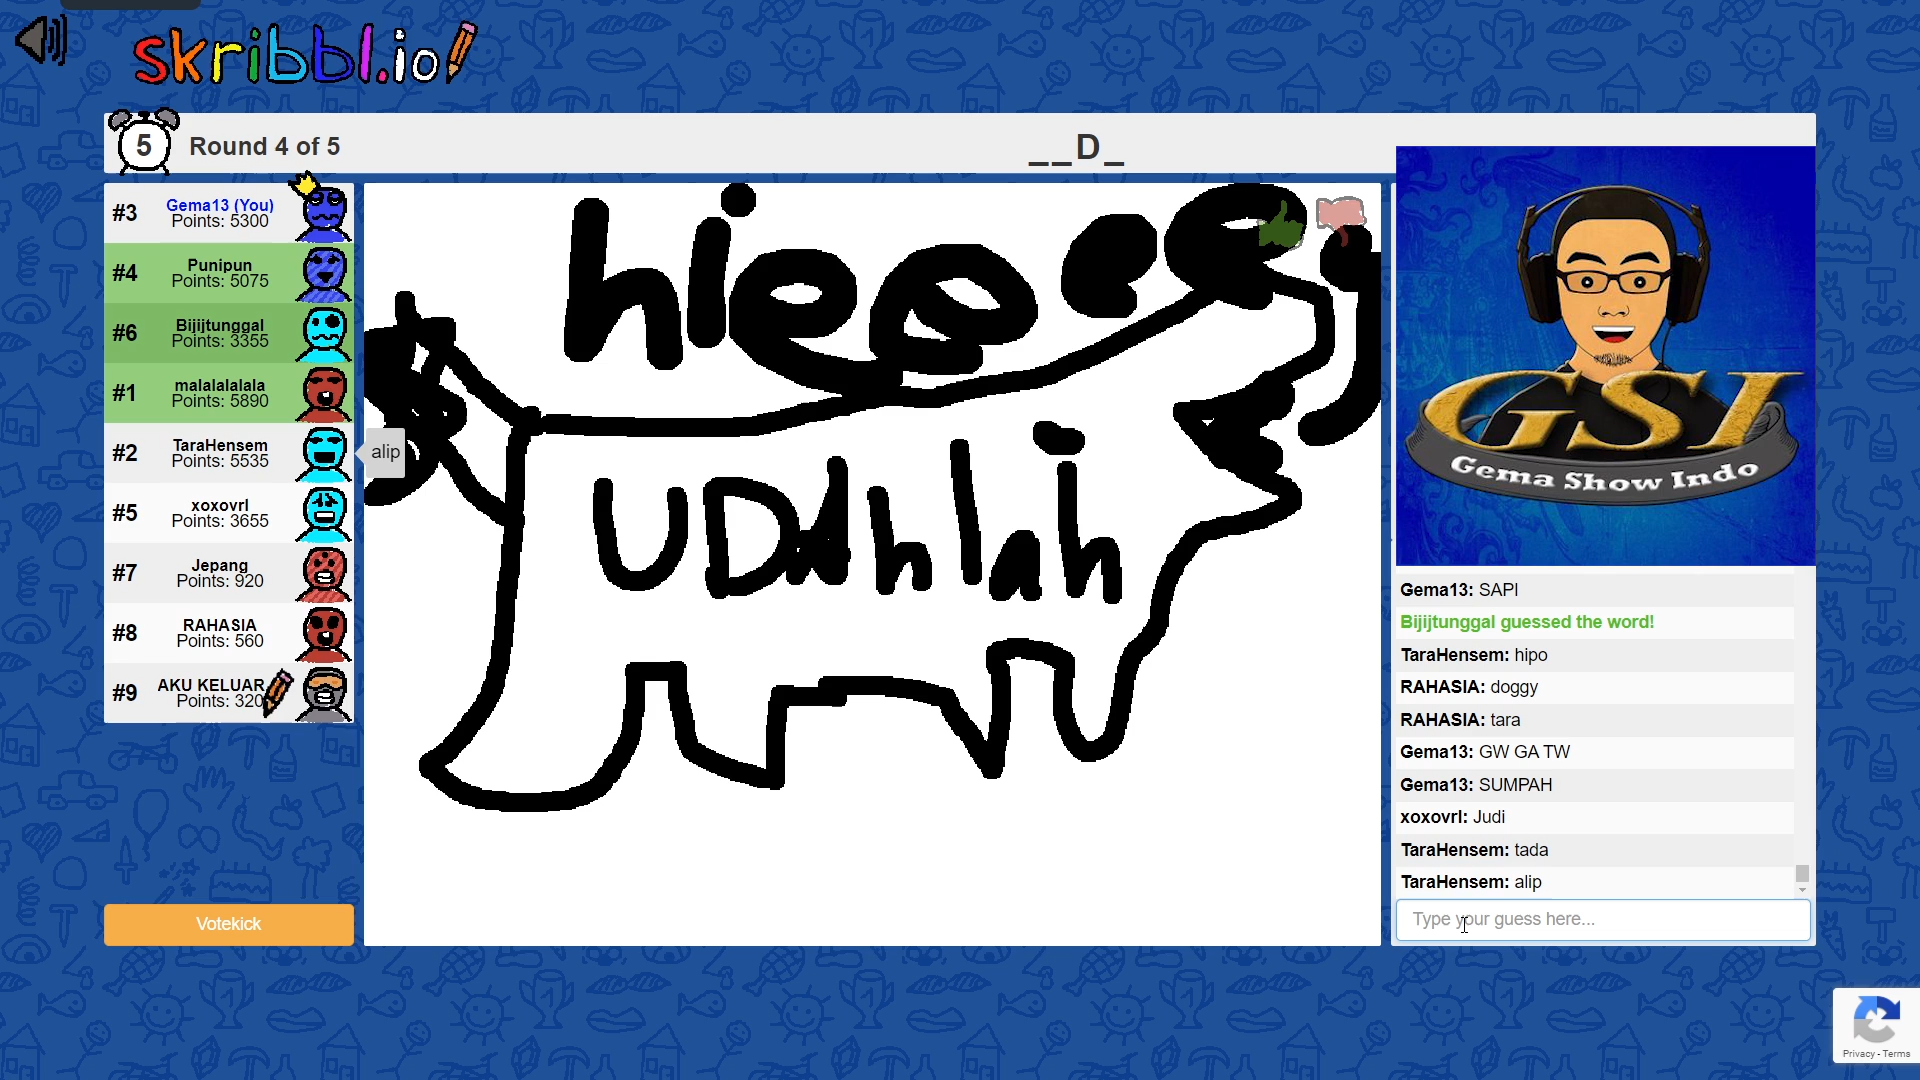 skribbl.io
5
Round 4 of 5
__D_
#3
Gema13 (You)
Points: 5300
#4
Punipun
Points: 5075
#6
Bijijtunggal
Points: 3355
#1
malalalalala
Points: 5890
#2
TaraHensem
Points: 5535
alip
#5
xoxovrl
Points: 3655
#7
Jepang
Points: 920
#8
RAHASIA
Points: 560
#9
AKU KELUAR
Points: 320
Votekick
hieeee
UDahlah
GSI
Gema Show Indo
Gema13: SAPI
Bijijtunggal guessed the word!
TaraHensem: hipo
RAHASIA: doggy
RAHASIA: tara
Gema13: GW GA TW
Gema13: SUMPAH
xoxovrl: Judi
TaraHensem: tada
TaraHensem: alip
Type your guess here...
Privacy - Terms